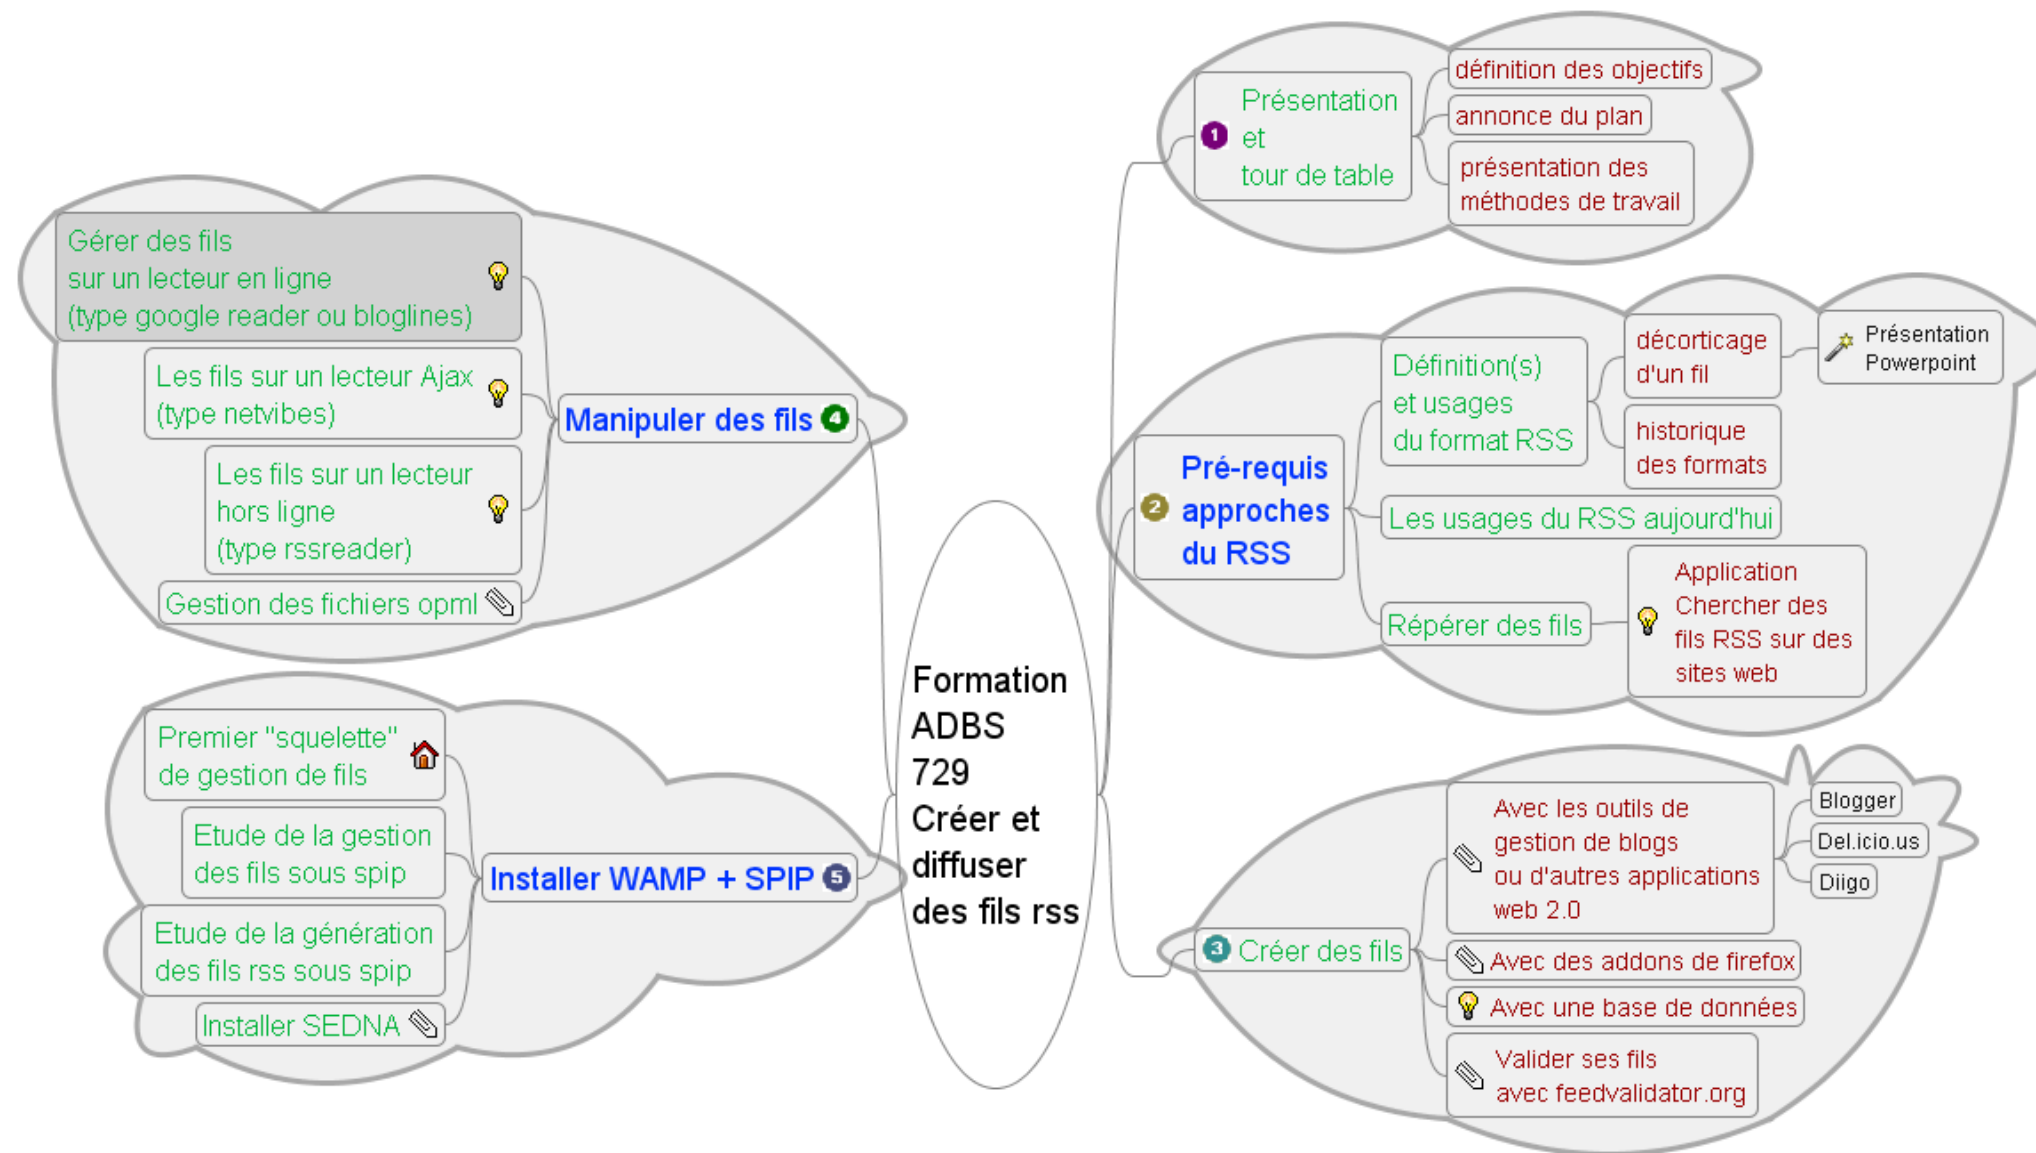 Formation
ADBS
729
Créer et
diffuser
des fils rss
1
Présentation
et
tour de table
définition des objectifs
annonce du plan
présentation des
méthodes de travail
2
Pré-requis
approches
du RSS
Définition(s)
et usages
du format RSS
décorticage
d'un fil
Présentation
Powerpoint
historique
des formats
Les usages du RSS aujourd'hui
Répérer des fils
Application
Chercher des
fils RSS sur des
sites web
3
Créer des fils
Avec les outils de
gestion de blogs
ou d'autres applications
web 2.0
Blogger
Del.icio.us
Diigo
Avec des addons de firefox
Avec une base de données
Valider ses fils
avec feedvalidator.org
Manipuler des fils 4
Gérer des fils
sur un lecteur en ligne
(type google reader ou bloglines)
Les fils sur un lecteur Ajax
(type netvibes)
Les fils sur un lecteur
hors ligne
(type rssreader)
Gestion des fichiers opml
Installer WAMP + SPIP 5
Premier "squelette"
de gestion de fils
Etude de la gestion
des fils sous spip
Etude de la génération
des fils rss sous spip
Installer SEDNA